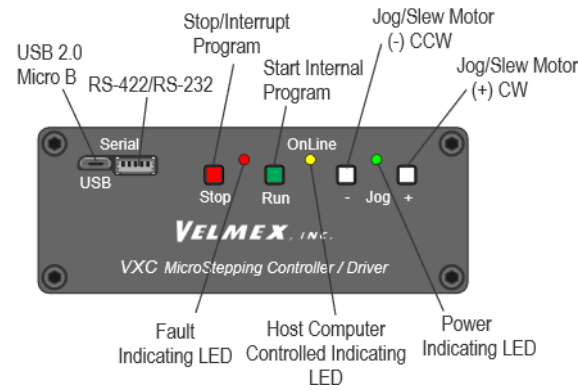 Stop/Interrupt
Program
Jog/Slew Motor
(-) CCW
USB 2.0
Micro B
RS-422/RS-232
Start Internal
Program
Jog/Slew Motor
(+) CW
Serial
OnLine
USB
Stop
Run
- Jog +
VELMEX, INC.
VXC MicroStepping Controller / Driver
Fault
Indicating LED
Host Computer
Controlled Indicating
LED
Power
Indicating LED